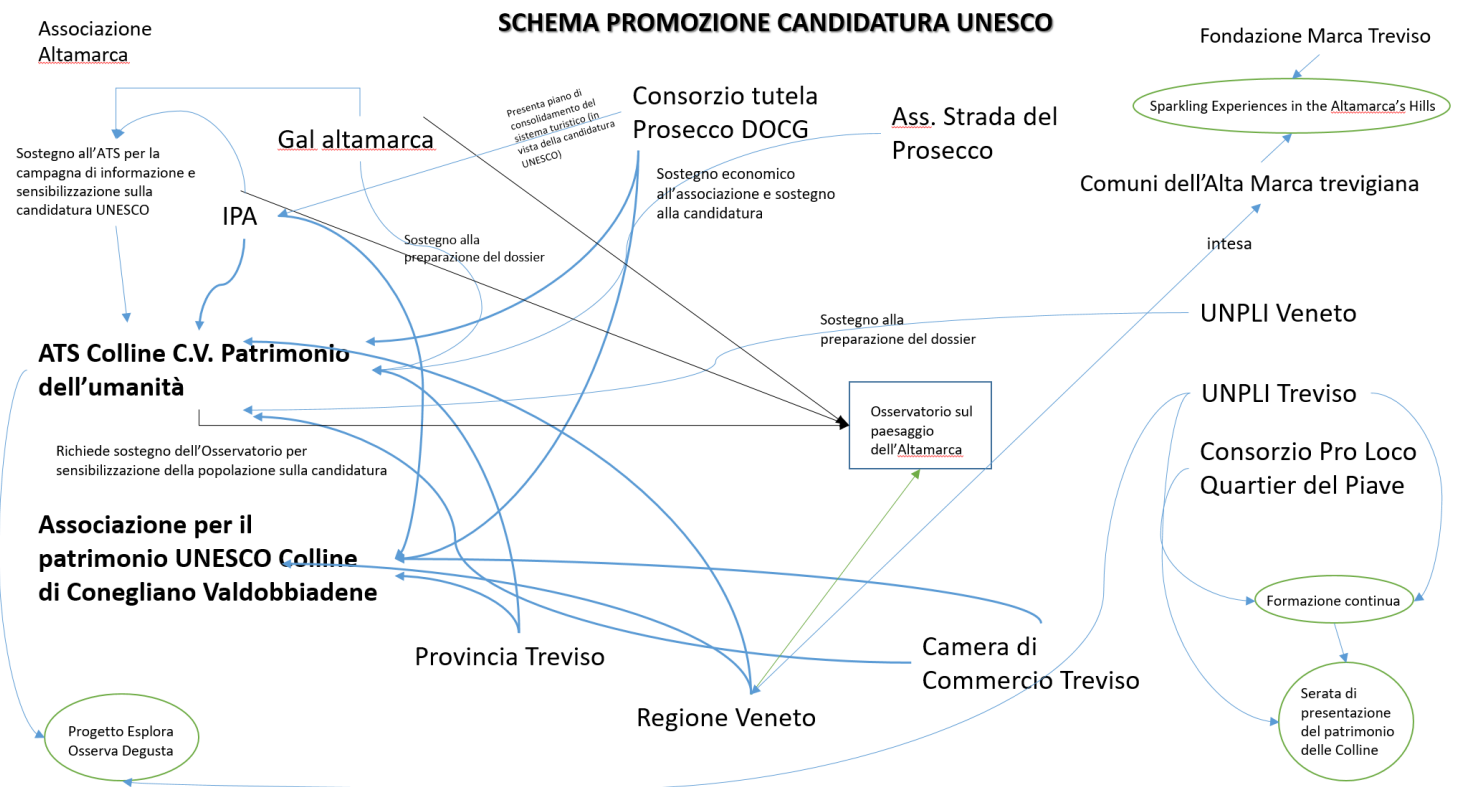 SCHEMA PROMOZIONE CANDIDATURA UNESCO
Associazione
Altamarca
Fondazione Marca Treviso
Sparkling Experiences in the Altamarca's Hills
Gal altamarca
Presenta piano di
consolidamento del
sistema turistico (in
vista della candidatura
UNESCO)
Consorzio tutela
Prosecco DOCG
Ass. Strada del
Prosecco
Sostegno all'ATS per la
campagna di informazione e
sensibilizzazione sulla
candidatura UNESCO
IPA
Sostegno economico
all'associazione e sostegno
alla candidatura
Comuni dell'Alta Marca trevigiana
Sostegno alla
preparazione del dossier
intesa
UNPLI Veneto
Sostegno alla
preparazione del dossier
ATS Colline C.V. Patrimonio
dell'umanità
UNPLI Treviso
Osservatorio sul
paesaggio
dell'Altamarca
Richiede sostegno dell'Osservatorio per
sensibilizzazione della popolazione sulla candidatura
Consorzio Pro Loco
Quartier del Piave
Associazione per il
patrimonio UNESCO Colline
di Conegliano Valdobbiadene
Formazione continua
Provincia Treviso
Camera di
Commercio Treviso
Regione Veneto
Serata di
presentazione
del patrimonio
delle Colline
Progetto Esplora
Osserva Degusta